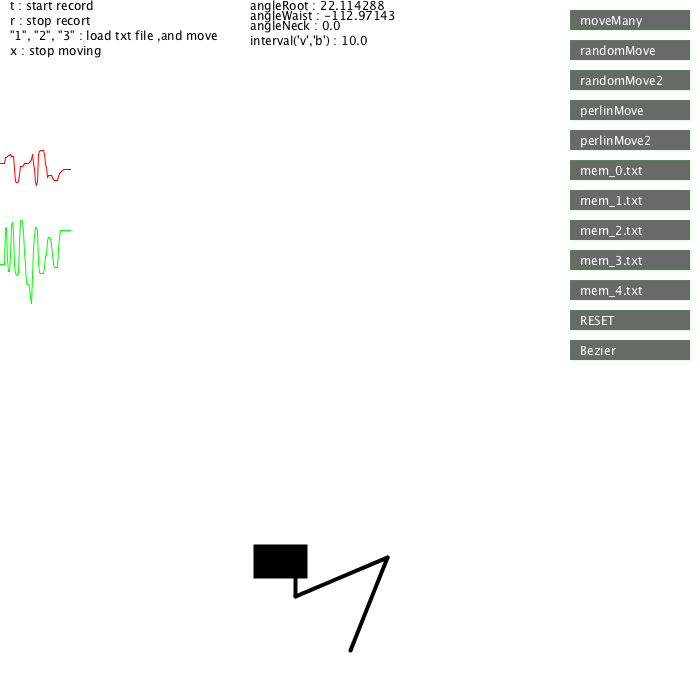 t : start record
r : stop recort
"1", "2", "3" : load txt file ,and move
x : stop moving
angleRoot : 22.114288
angleWaist : -112.97143
angleNeck : 0.0
interval('v','b') : 10.0
moveMany
randomMove
randomMove2
perlinMove
perlinMove2
mem_0.txt
mem_1.txt
mem_2.txt
mem_3.txt
mem_4.txt
RESET
Bezier